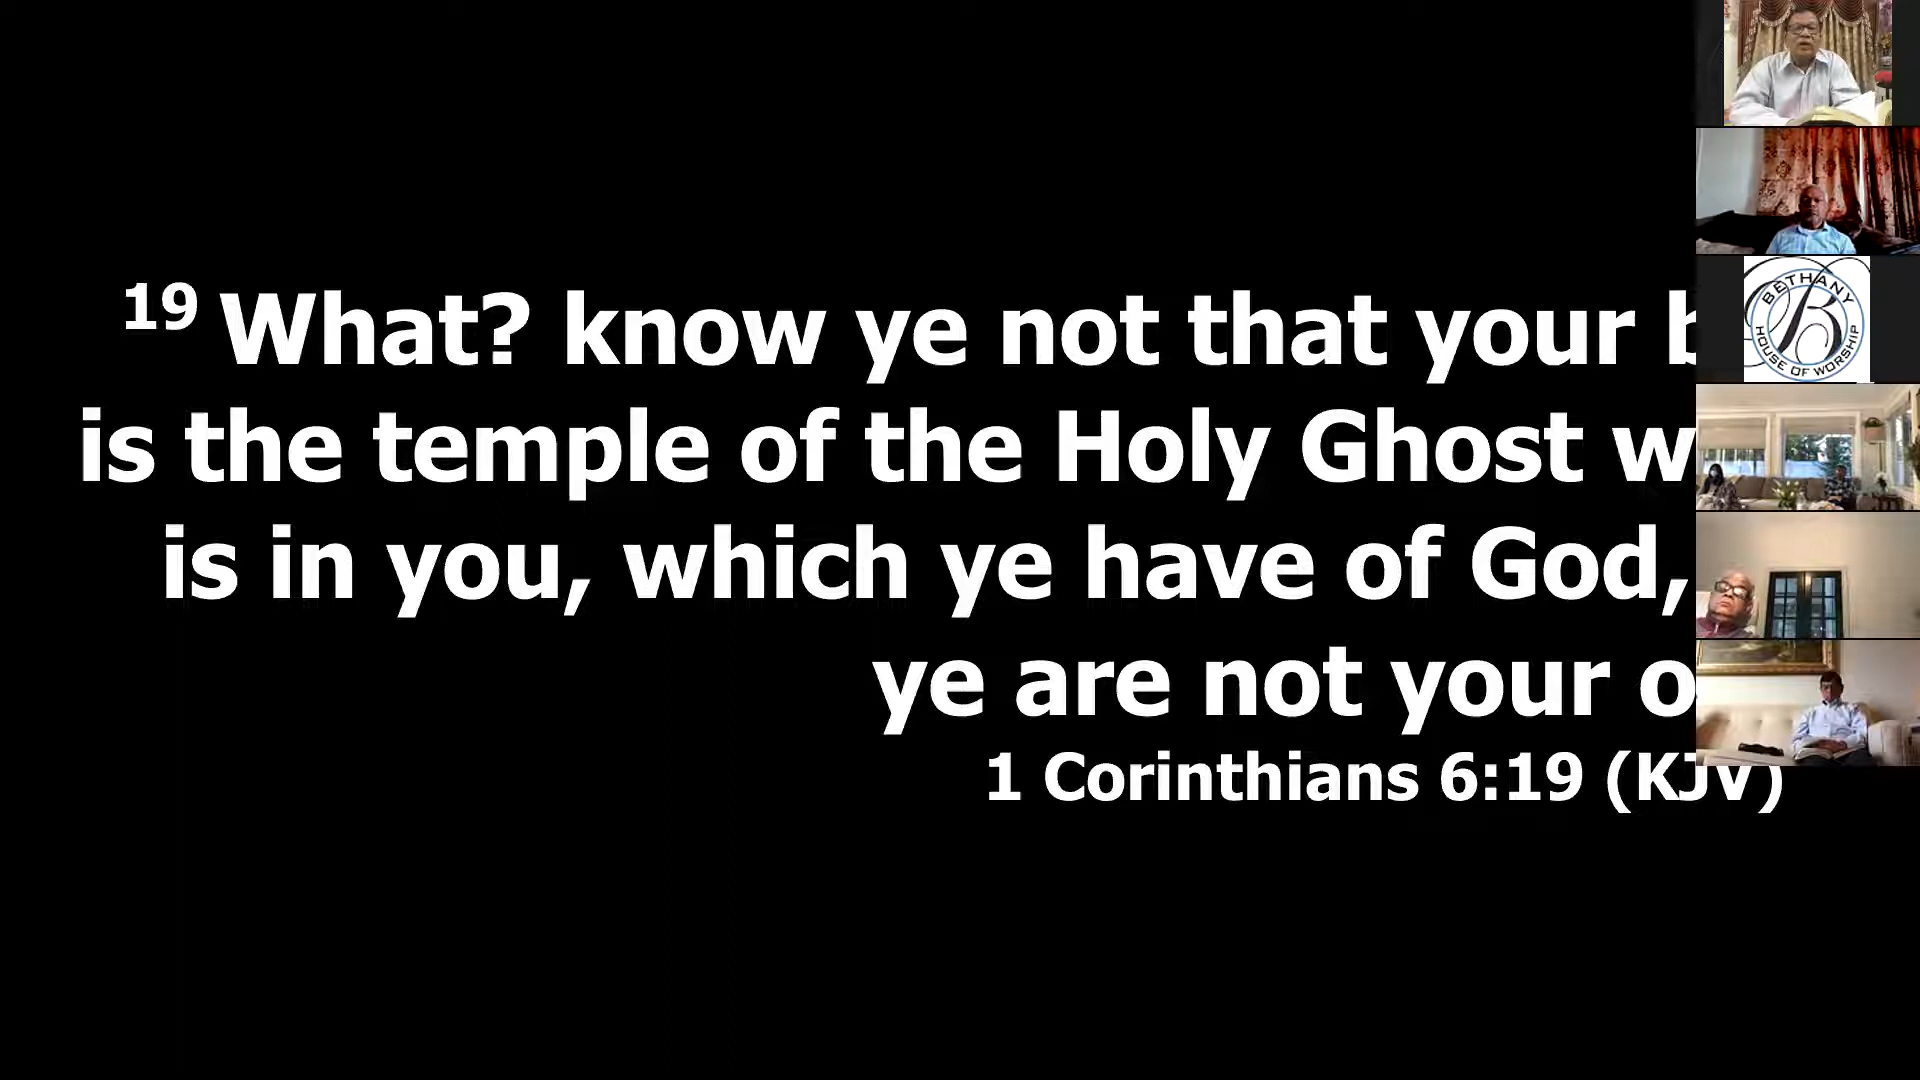 19 What? know ye not that your
is the temple of the Holy Ghost
is in you, which ye have of God,
ye are not your
1 Corinthians 6:19 (KJV)
BETHANY
B
HOUSE OF WORSHIP